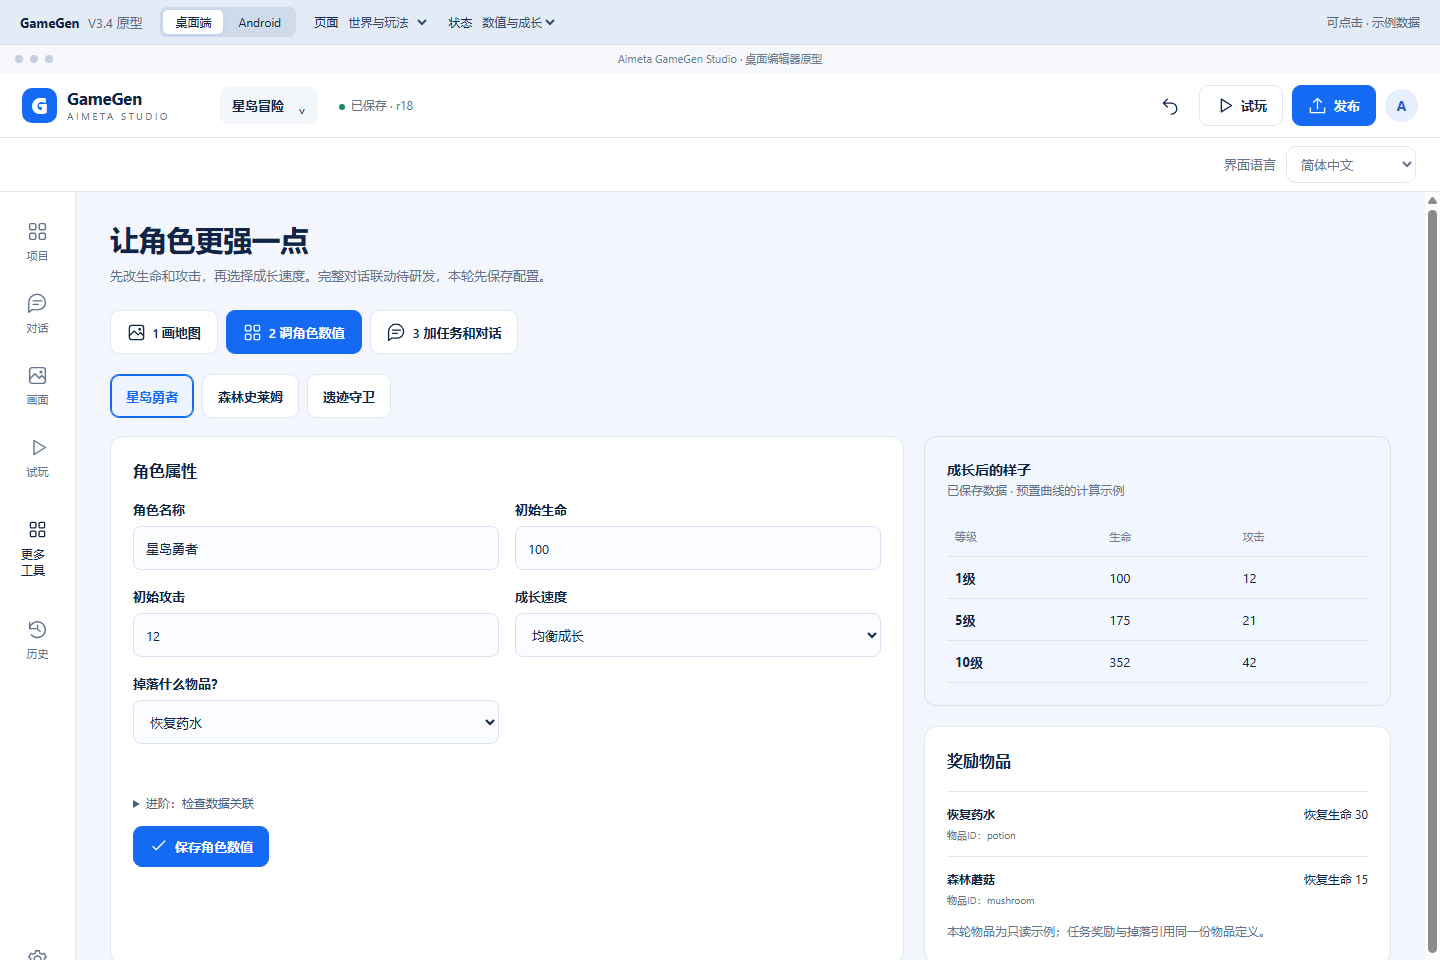 GameGen V3.4 原型 桌面端 Android 页面 世界与玩法 状态 数值与成长 可点击 · 示例数据
Aimeta GameGen Studio · 桌面编辑器原型
G GameGen
AIMETA STUDIO
星岛冒险 已保存 · r18 试玩 发布 A
界面语言 简体中文
项目
对话
画面
试玩
更多
工具
历史
让角色更强一点
先改生命和攻击，再选择成长速度。完整对话联动待研发，本轮先保存配置。
1 画地图 2 调角色数值 3 加任务和对话
星岛勇者 森林史莱姆 遗迹守卫
角色属性
角色名称 初始生命
星岛勇者 100
初始攻击 成长速度
12 均衡成长
掉落什么物品？
恢复药水
进阶：检查数据关联
保存角色数值
成长后的样子
已保存数据 · 预置曲线的计算示例
等级 生命 攻击
1级 100 12
5级 175 21
10级 352 42
奖励物品
恢复药水 恢复生命 30
物品ID：potion
森林蘑菇 恢复生命 15
物品ID：mushroom
本轮物品为只读示例；任务奖励与掉落引用同一份物品定义。